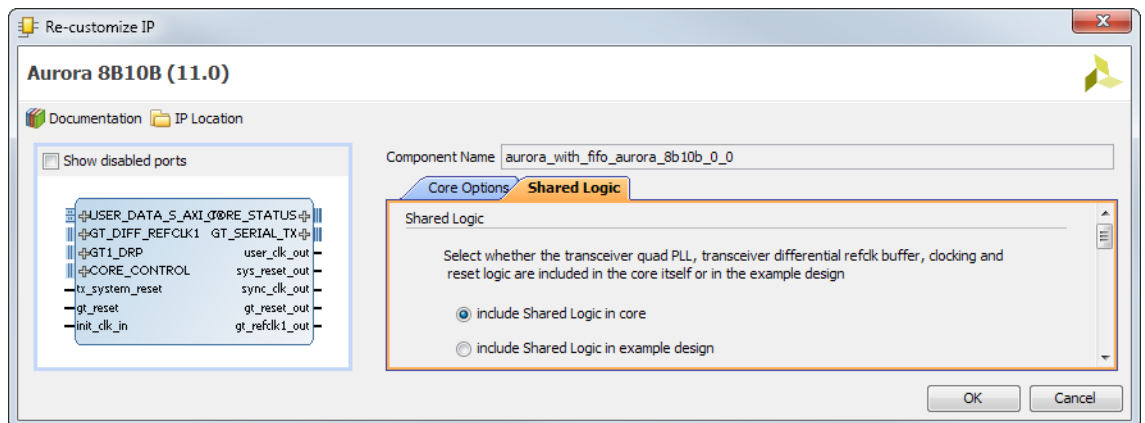 Re-customize IP
Aurora 8B10B (11.0)
Documentation IP Location
Show disabled ports
USER_DATA_S_AXI_ CORE_STATUS
GT_DIFF_REFCLK1 GT_SERIAL_TX
GT1_DRP user_clk_out
CORE_CONTROL sys_reset_out
tx_system_reset sync_clk_out
gt_reset gt_reset_out
init_clk_in gt_refclk1_out
Component Name aurora_with_fifo_aurora_8b10b_0_0
Core Options Shared Logic
Shared Logic
Select whether the transceiver quad PLL, transceiver differential refclk buffer, clocking and
reset logic are included in the core itself or in the example design
include Shared Logic in core
include Shared Logic in example design
OK Cancel